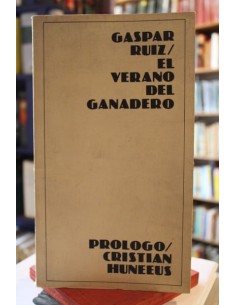 GASPAR
RUIZ/
EL
VERANO
DEL
GANADERO
PROLOGO/
CRISTIAN
HUNEEUS